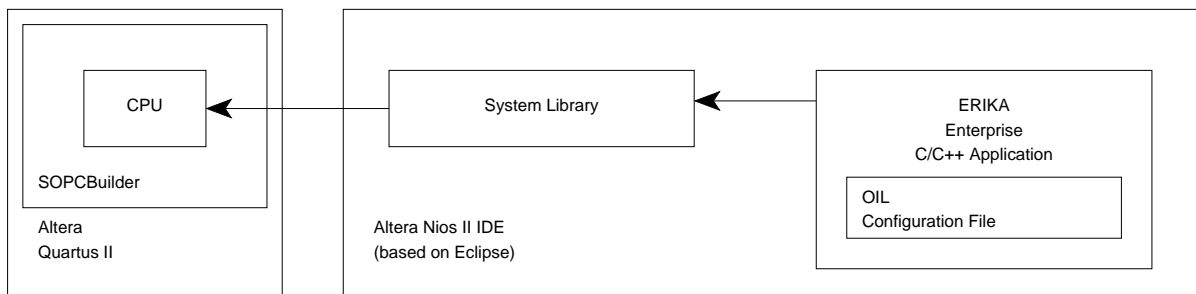 CPU
SOPCBuilder
Altera
Quartus II
System Library
Altera Nios II IDE
(based on Eclipse)
ERIKA
Enterprise
C/C++ Application
OIL
Configuration File